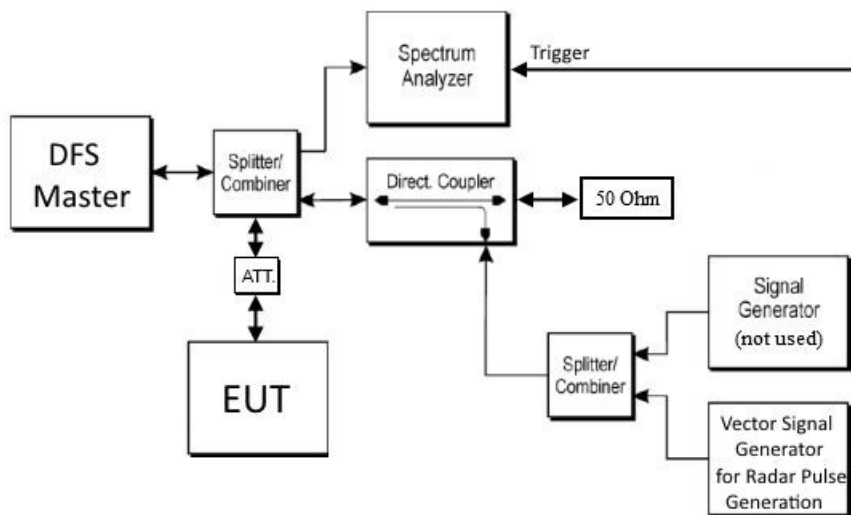 Spectrum
Analyzer
Trigger
DFS
Master
Splitter/
Combiner
Direct. Coupler
50 Ohm
ATT.
EUT
Signal
Generator
(not used)
Splitter/
Combiner
Vector Signal
Generator
for Radar Pulse
Generation